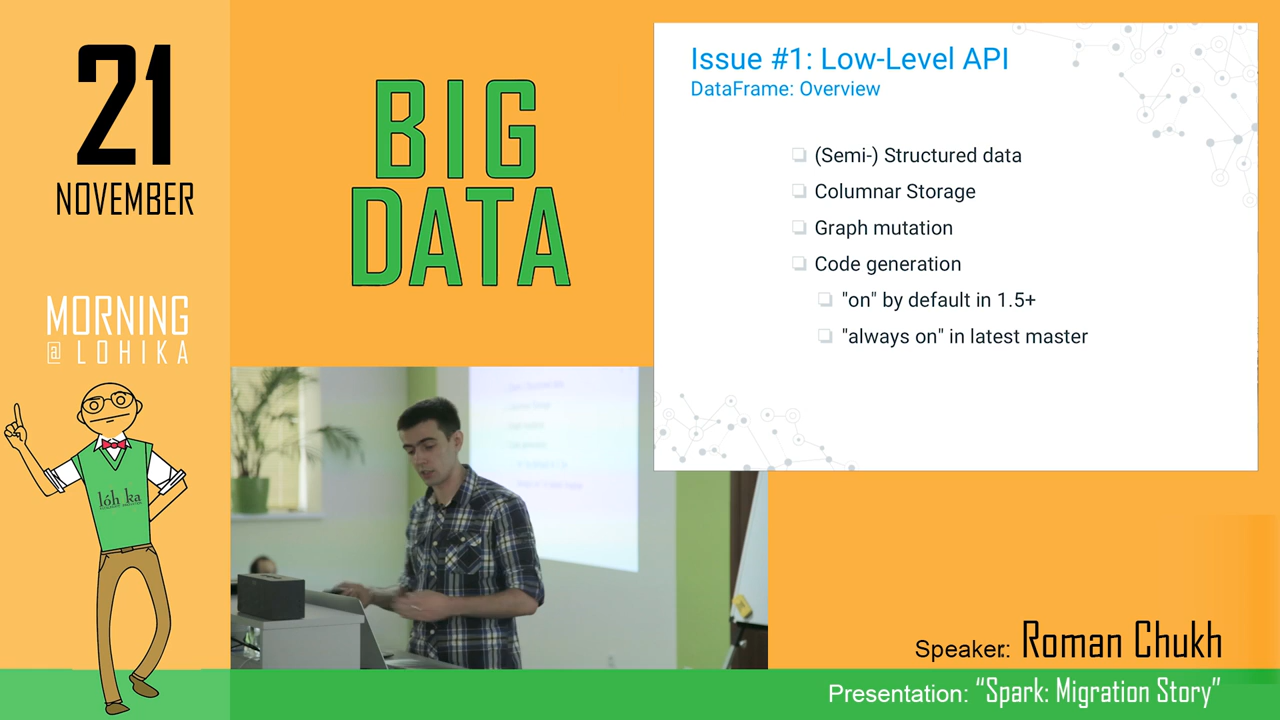 21
NOVEMBER
MORNING
@ LOHIKA
lóh ka
BIG
DATA
Issue #1: Low-Level API
DataFrame: Overview
(Semi-) Structured data
Columnar Storage
Graph mutation
Code generation
"on" by default in 1.5+
"always on" in latest master
Speaker:: Roman Chukh
Presentation: “Spark: Migration Story”